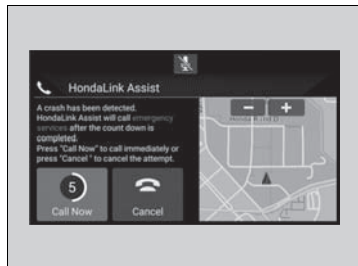 HondaLink Assist
A crash has been detected.
HondaLink Assist will call emergency
services after the count down is
completed.
Press "Call Now" to call immediately or
press "Cancel " to cancel the attempt.
5
Call Now
Cancel